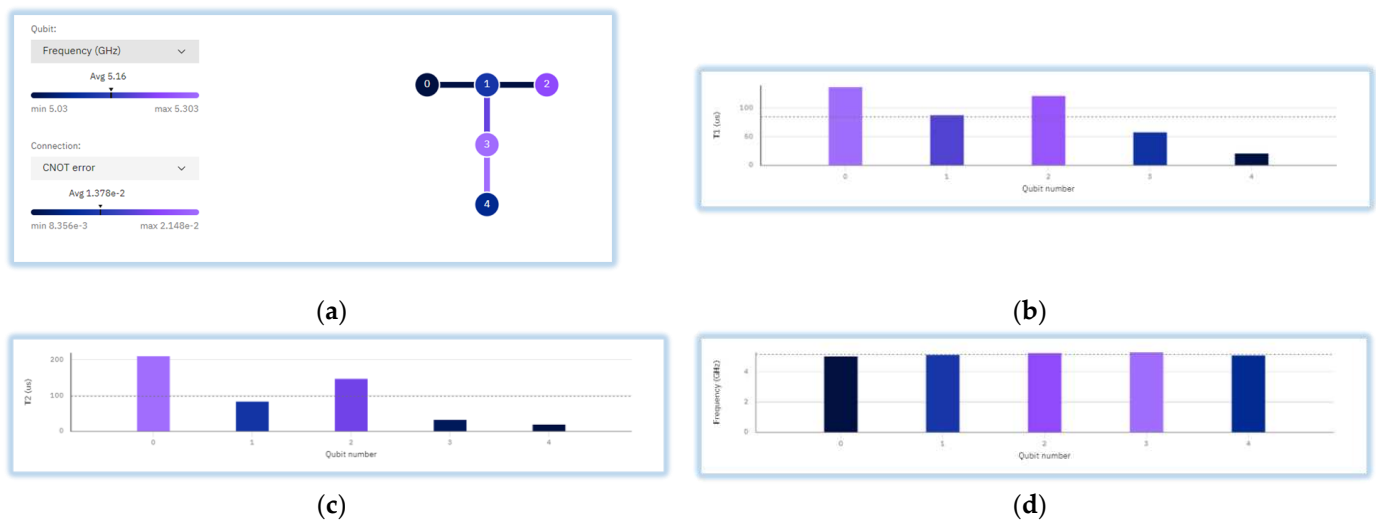 Qubit:
Frequency (GHz)
Avg 5.16
min 5.03 max 5.303
Connection:
CNOT error
Avg 1.378e-2
min 8.356e-3 max 2.148e-2
0 1 2
3
4
(a)
T1 (us)
100
50
0
0 1 2 3 4
Qubit number
(b)
T2 (us)
200
100
0
0 1 2 3 4
Qubit number
(c)
Frequency (GHz)
4
2
0
0 1 2 3 4
Qubit number
(d)